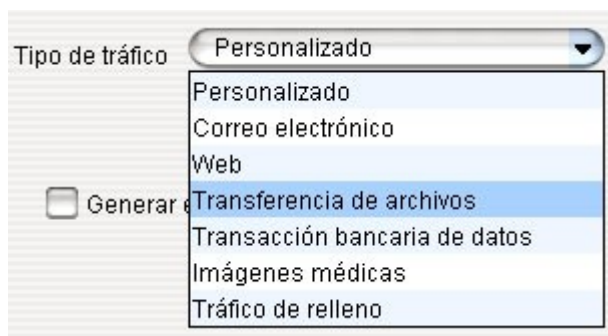 Tipo de tráfico Personalizado
Personalizado
Correo electrónico
Web
Generar
Transferencia de archivos
Transacción bancaria de datos
Imágenes médicas
Tráfico de relleno